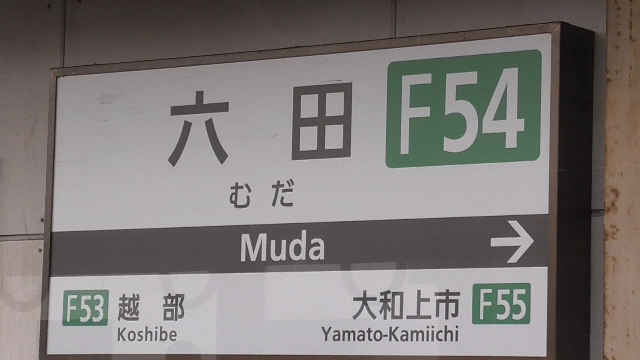 六田 F54
むだ
Muda →
F53 越部 大和上市 F55
Koshibe Yamato-Kamiichi